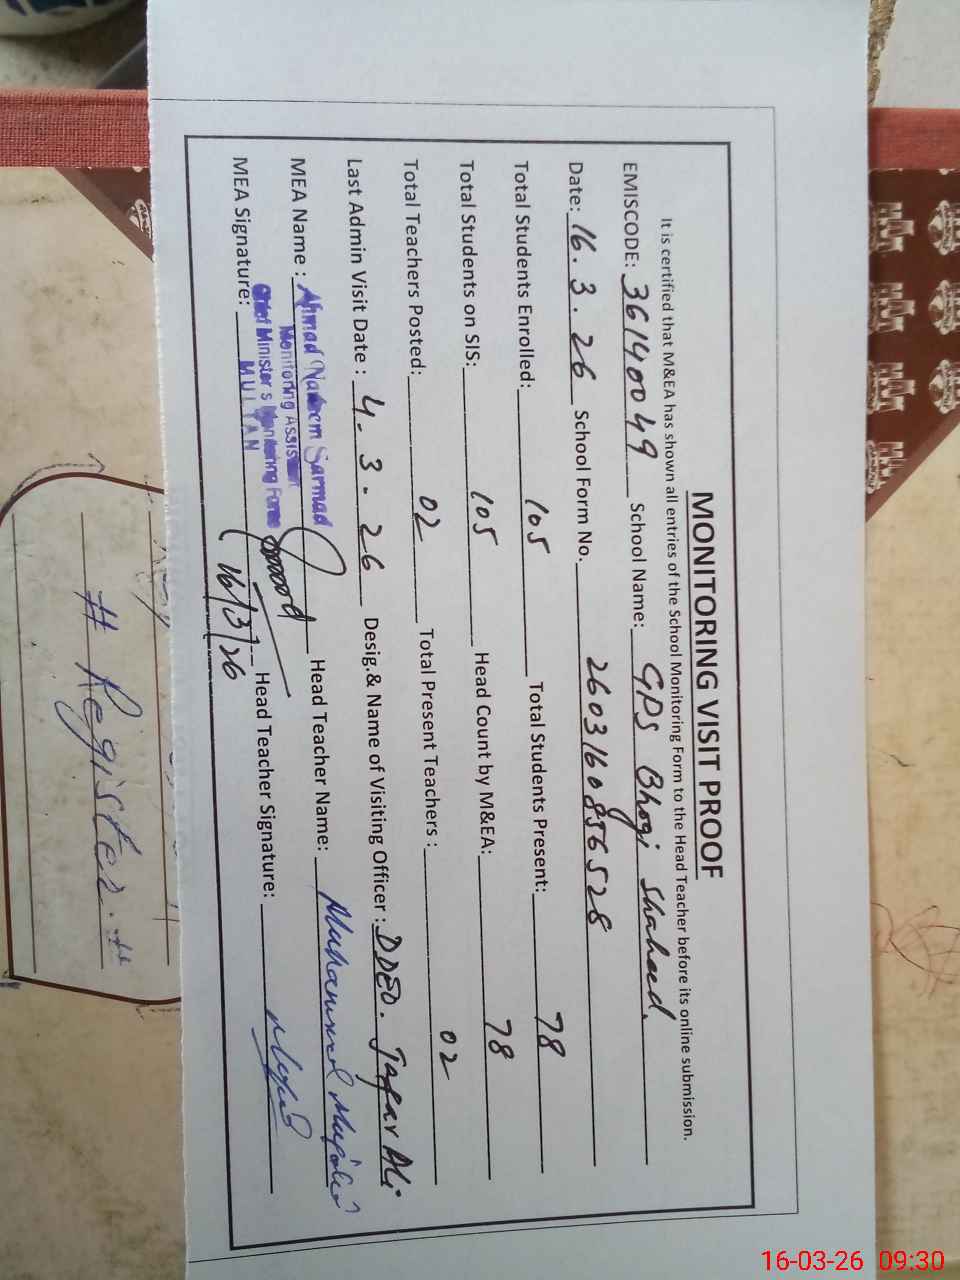 MONITORING VISIT PROOF
It is certified that M&EA has shown all entries of the School Monitoring Form to the Head Teacher before its online submission.
EMISCODE: 36140049 School Name: GPS Bhogi Shaheed.
Date: 16.3.26 School Form No. 2603160856528
Total Students Enrolled: 105 Total Students Present: 78
Total Students on SIS: 105 Head Count by M&EA: 78
Total Teachers Posted: 02 Total Present Teachers : 02
Last Admin Visit Date : 4.3.26 Desig.& Name of Visiting Officer : DDEO. Jafar Ali
MEA Name : Ahmad Nadeem Sarmad Head Teacher Name: Muhammad
Monitoring Assistant
Chief Minister's Monitoring Force
MULTAN
MEA Signature: 16/3/26 Head Teacher Signature:
# Register #
16-03-26 09:30